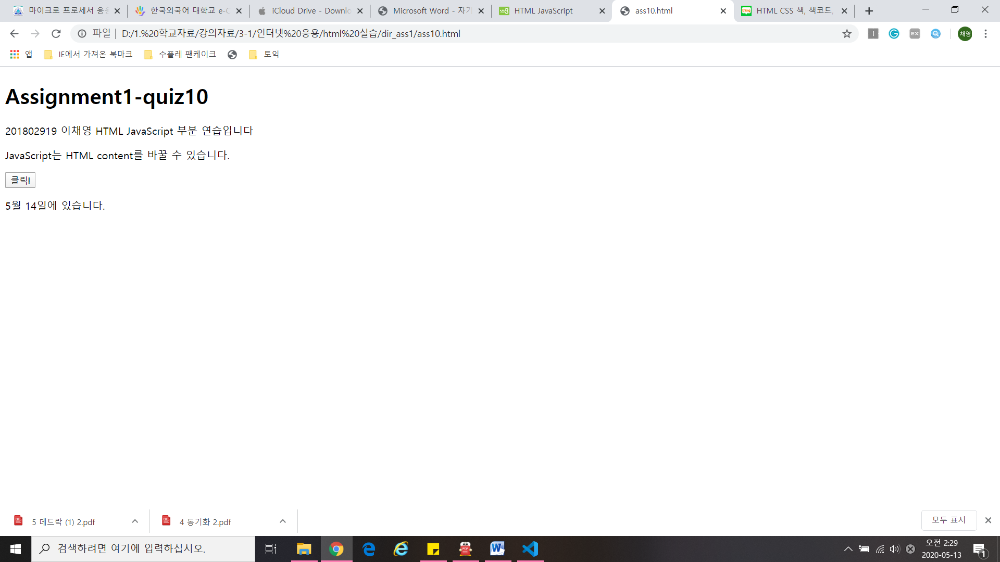 마이크로 프로세서 응용
한국외국어 대학교 e-C
iCloud Drive - Downlo
Microsoft Word - 자기
HTML JavaScript
ass10.html
HTML CSS 색, 색코드,
파일 | D:/1.%20학교자료/강의자료/3-1/인터넷%20응용/html%20실습/dir_ass1/ass10.html
EX
채영
앱
IE에서 가져온 북마크
수플레 팬케이크
토익
Assignment1-quiz10
201802919 이채영 HTML JavaScript 부분 연습입니다
JavaScript는 HTML content를 바꿀 수 있습니다.
클릭!
5월 14일에 있습니다.
5 데드락 (1) 2.pdf
4 동기화 2.pdf
모두 표시
검색하려면 여기에 입력하십시오.
오전 2:29
2020-05-13
1